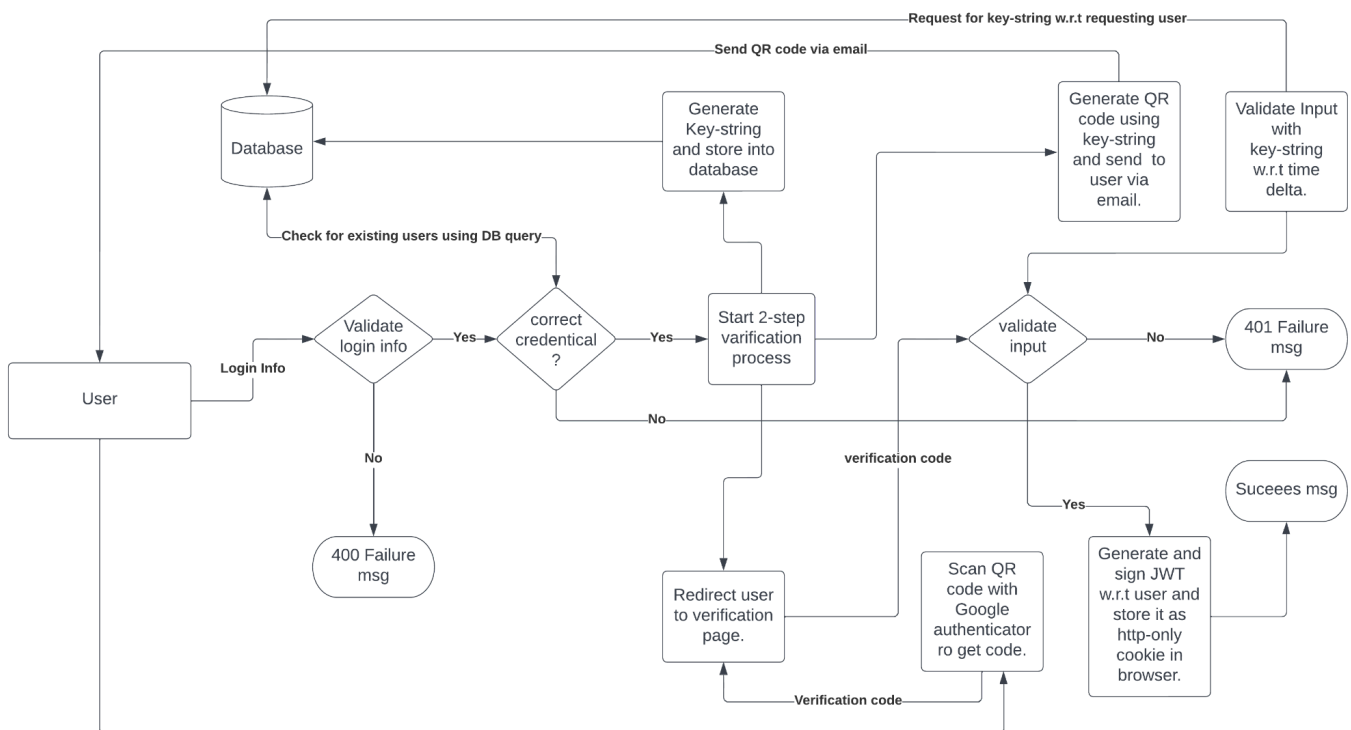 Request for key-string w.r.t requesting user
Send QR code via email
Generate
Key-string
and store into
database
Generate QR
code using
key-string
and send  to
user via
email.
Validate Input
with
key-string
w.r.t time
delta.
Database
Check for existing users using DB query
Validate
login info
Yes
correct
credentical
?
Yes
Start 2-step
varification
process
validate
input
No
401 Failure
msg
Login Info
User
No
No
verification code
Yes
Suceees msg
400 Failure
msg
Redirect user
to verification
page.
Scan QR
code with
Google
authenticator
ro get code.
Generate and
sign JWT
w.r.t user and
store it as
http-only
cookie in
browser.
Verification code